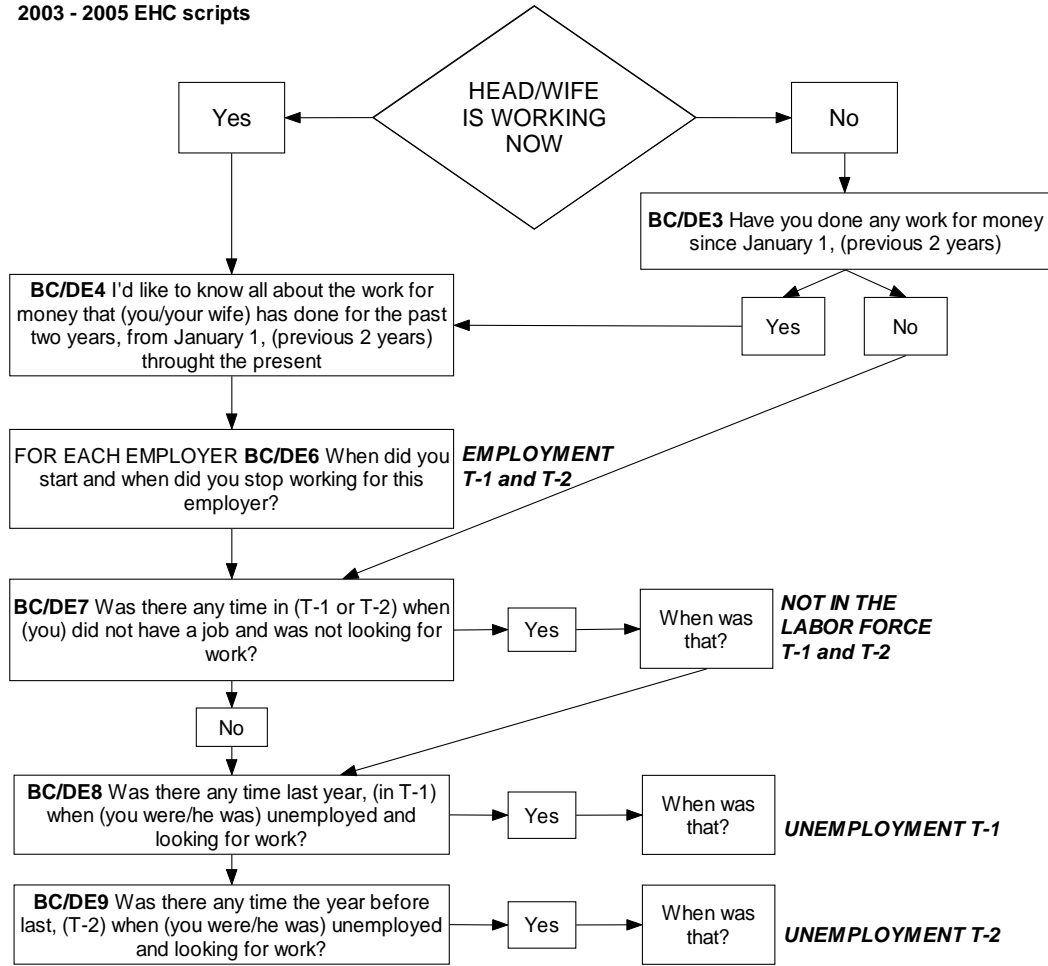 2003 - 2005 EHC scripts
HEAD/WIFE
IS WORKING
NOW
Yes
No
BC/DE3 Have you done any work for money
since January 1, (previous 2 years)
BC/DE4 I'd like to know all about the work for
money that (you/your wife) has done for the past
two years, from January 1, (previous 2 years)
throught the present
Yes
No
FOR EACH EMPLOYER BC/DE6 When did you
start and when did you stop working for this
employer?
EMPLOYMENT
T-1 and T-2
BC/DE7 Was there any time in (T-1 or T-2) when
(you) did not have a job and was not looking for
work?
Yes
When was
that?
NOT IN THE
LABOR FORCE
T-1 and T-2
No
BC/DE8 Was there any time last year, (in T-1)
when (you were/he was) unemployed and
looking for work?
Yes
When was
that?
UNEMPLOYMENT T-1
BC/DE9 Was there any time the year before
last, (T-2) when (you were/he was) unemployed
and looking for work?
Yes
When was
that?
UNEMPLOYMENT T-2